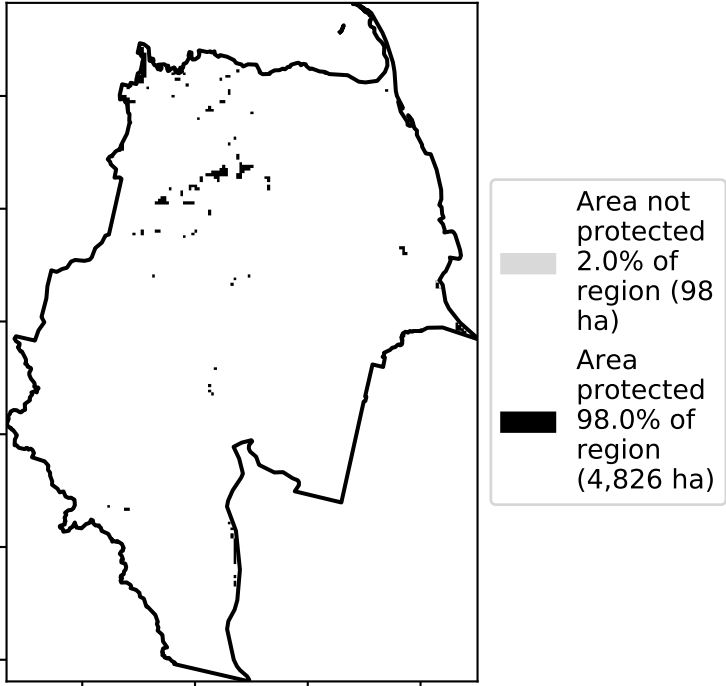 Area not
protected
2.0% of
region (98
ha)
Area
protected
98.0% of
region
(4,826 ha)